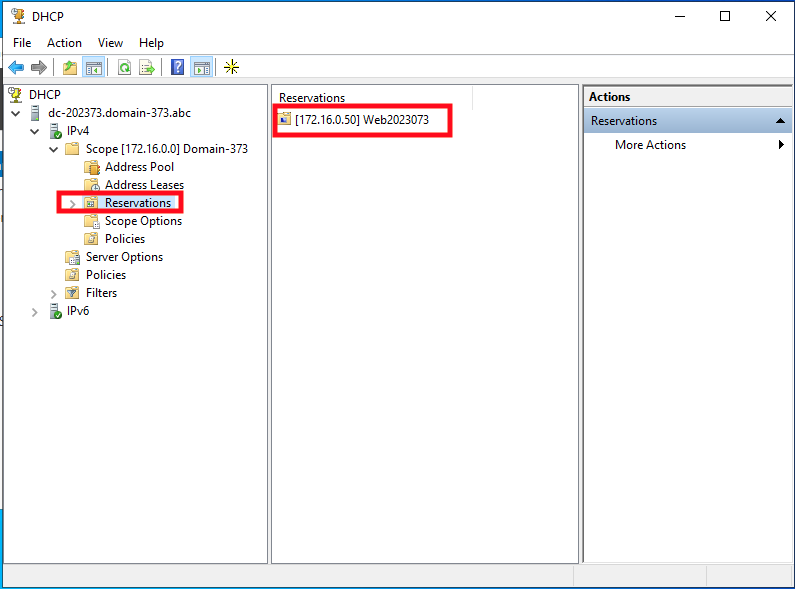 DHCP
File Action View Help
DHCP
dc-202373.domain-373.abc
IPv4
Scope [172.16.0.0] Domain-373
Address Pool
Address Leases
Reservations
Scope Options
Policies
Server Options
Policies
Filters
IPv6
Reservations
[172.16.0.50] Web2023073
Actions
Reservations
More Actions